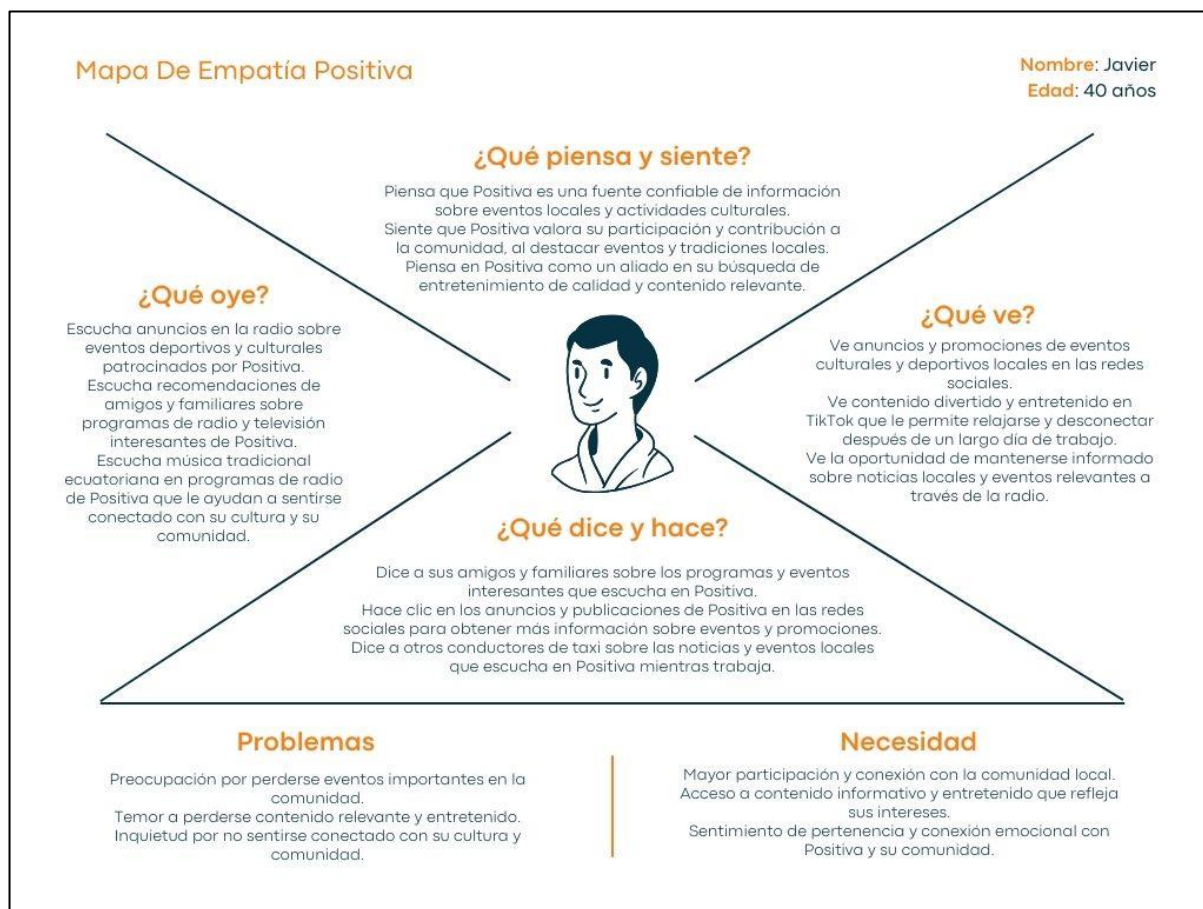 Mapa De Empatía Positiva
Nombre: Javier
Edad: 40 años
¿Qué piensa y siente?
Piensa que Positiva es una fuente confiable de información
sobre eventos locales y actividades culturales.
Siente que Positiva valora su participación y contribución a
la comunidad, al destacar eventos y tradiciones locales.
Piensa en Positiva como un aliado en su búsqueda de
entretenimiento de calidad y contenido relevante.
¿Qué oye?
Escucha anuncios en la radio sobre
eventos deportivos y culturales
patrocinados por Positiva.
Escucha recomendaciones de
amigos y familiares sobre
programas de radio y televisión
interesantes de Positiva.
Escucha música tradicional
ecuatoriana en programas de radio
de Positiva que le ayudan a sentirse
conectado con su cultura y su
comunidad.
¿Qué ve?
Ve anuncios y promociones de eventos
culturales y deportivos locales en las redes
sociales.
Ve contenido divertido y entretenido en
TikTok que le permite relajarse y desconectar
después de un largo día de trabajo.
Ve la oportunidad de mantenerse informado
sobre noticias locales y eventos relevantes a
través de la radio.
¿Qué dice y hace?
Dice a sus amigos y familiares sobre los programas y eventos
interesantes que escucha en Positiva.
Hace clic en los anuncios y publicaciones de Positiva en las redes
sociales para obtener más información sobre eventos y promociones.
Dice a otros conductores de taxi sobre las noticias y eventos locales
que escucha en Positiva mientras trabaja.
Problemas
Preocupación por perderse eventos importantes en la
comunidad.
Temor a perderse contenido relevante y entretenido.
Inquietud por no sentirse conectado con su cultura y
comunidad.
Necesidad
Mayor participación y conexión con la comunidad local.
Acceso a contenido informativo y entretenido que refleja
sus intereses.
Sentimiento de pertenencia y conexión emocional con
Positiva y su comunidad.